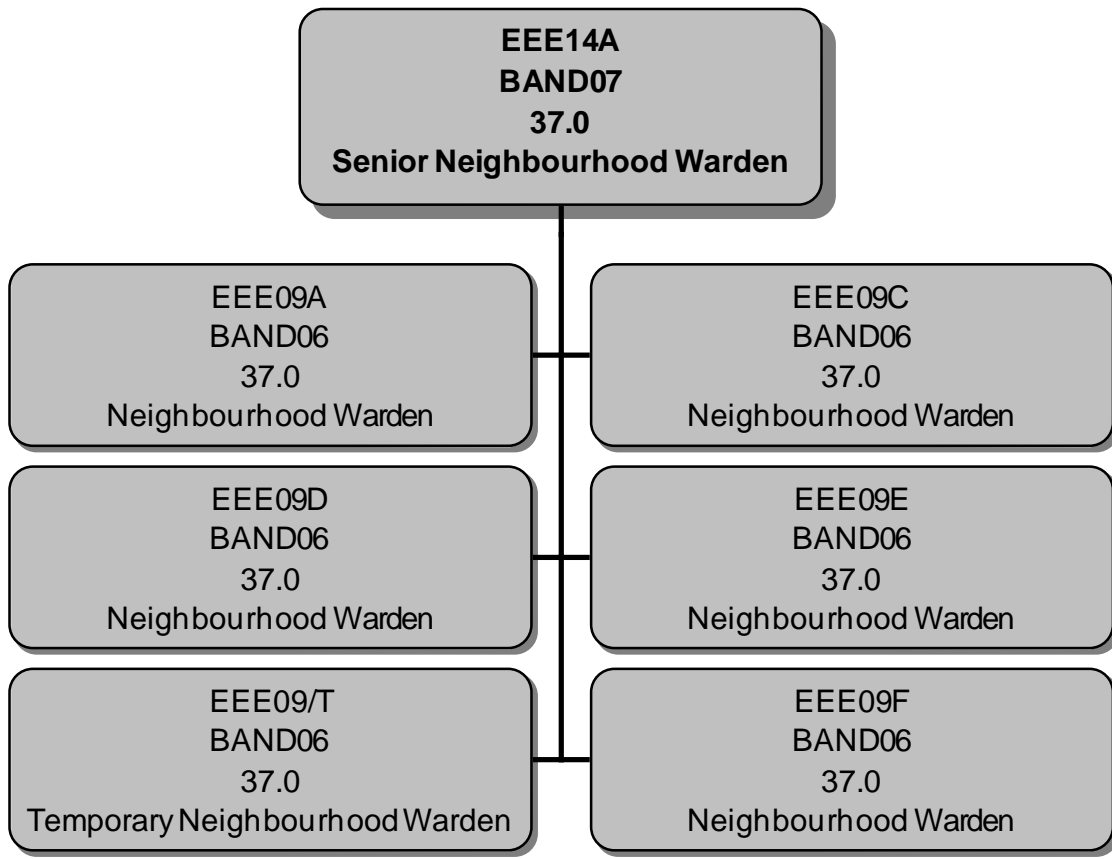 EEE14A
BAND07
37.0
Senior Neighbourhood Warden
EEE09A
BAND06
37.0
Neighbourhood Warden
EEE09C
BAND06
37.0
Neighbourhood Warden
EEE09D
BAND06
37.0
Neighbourhood Warden
EEE09E
BAND06
37.0
Neighbourhood Warden
EEE09/T
BAND06
37.0
Temporary Neighbourhood Warden
EEE09F
BAND06
37.0
Neighbourhood Warden